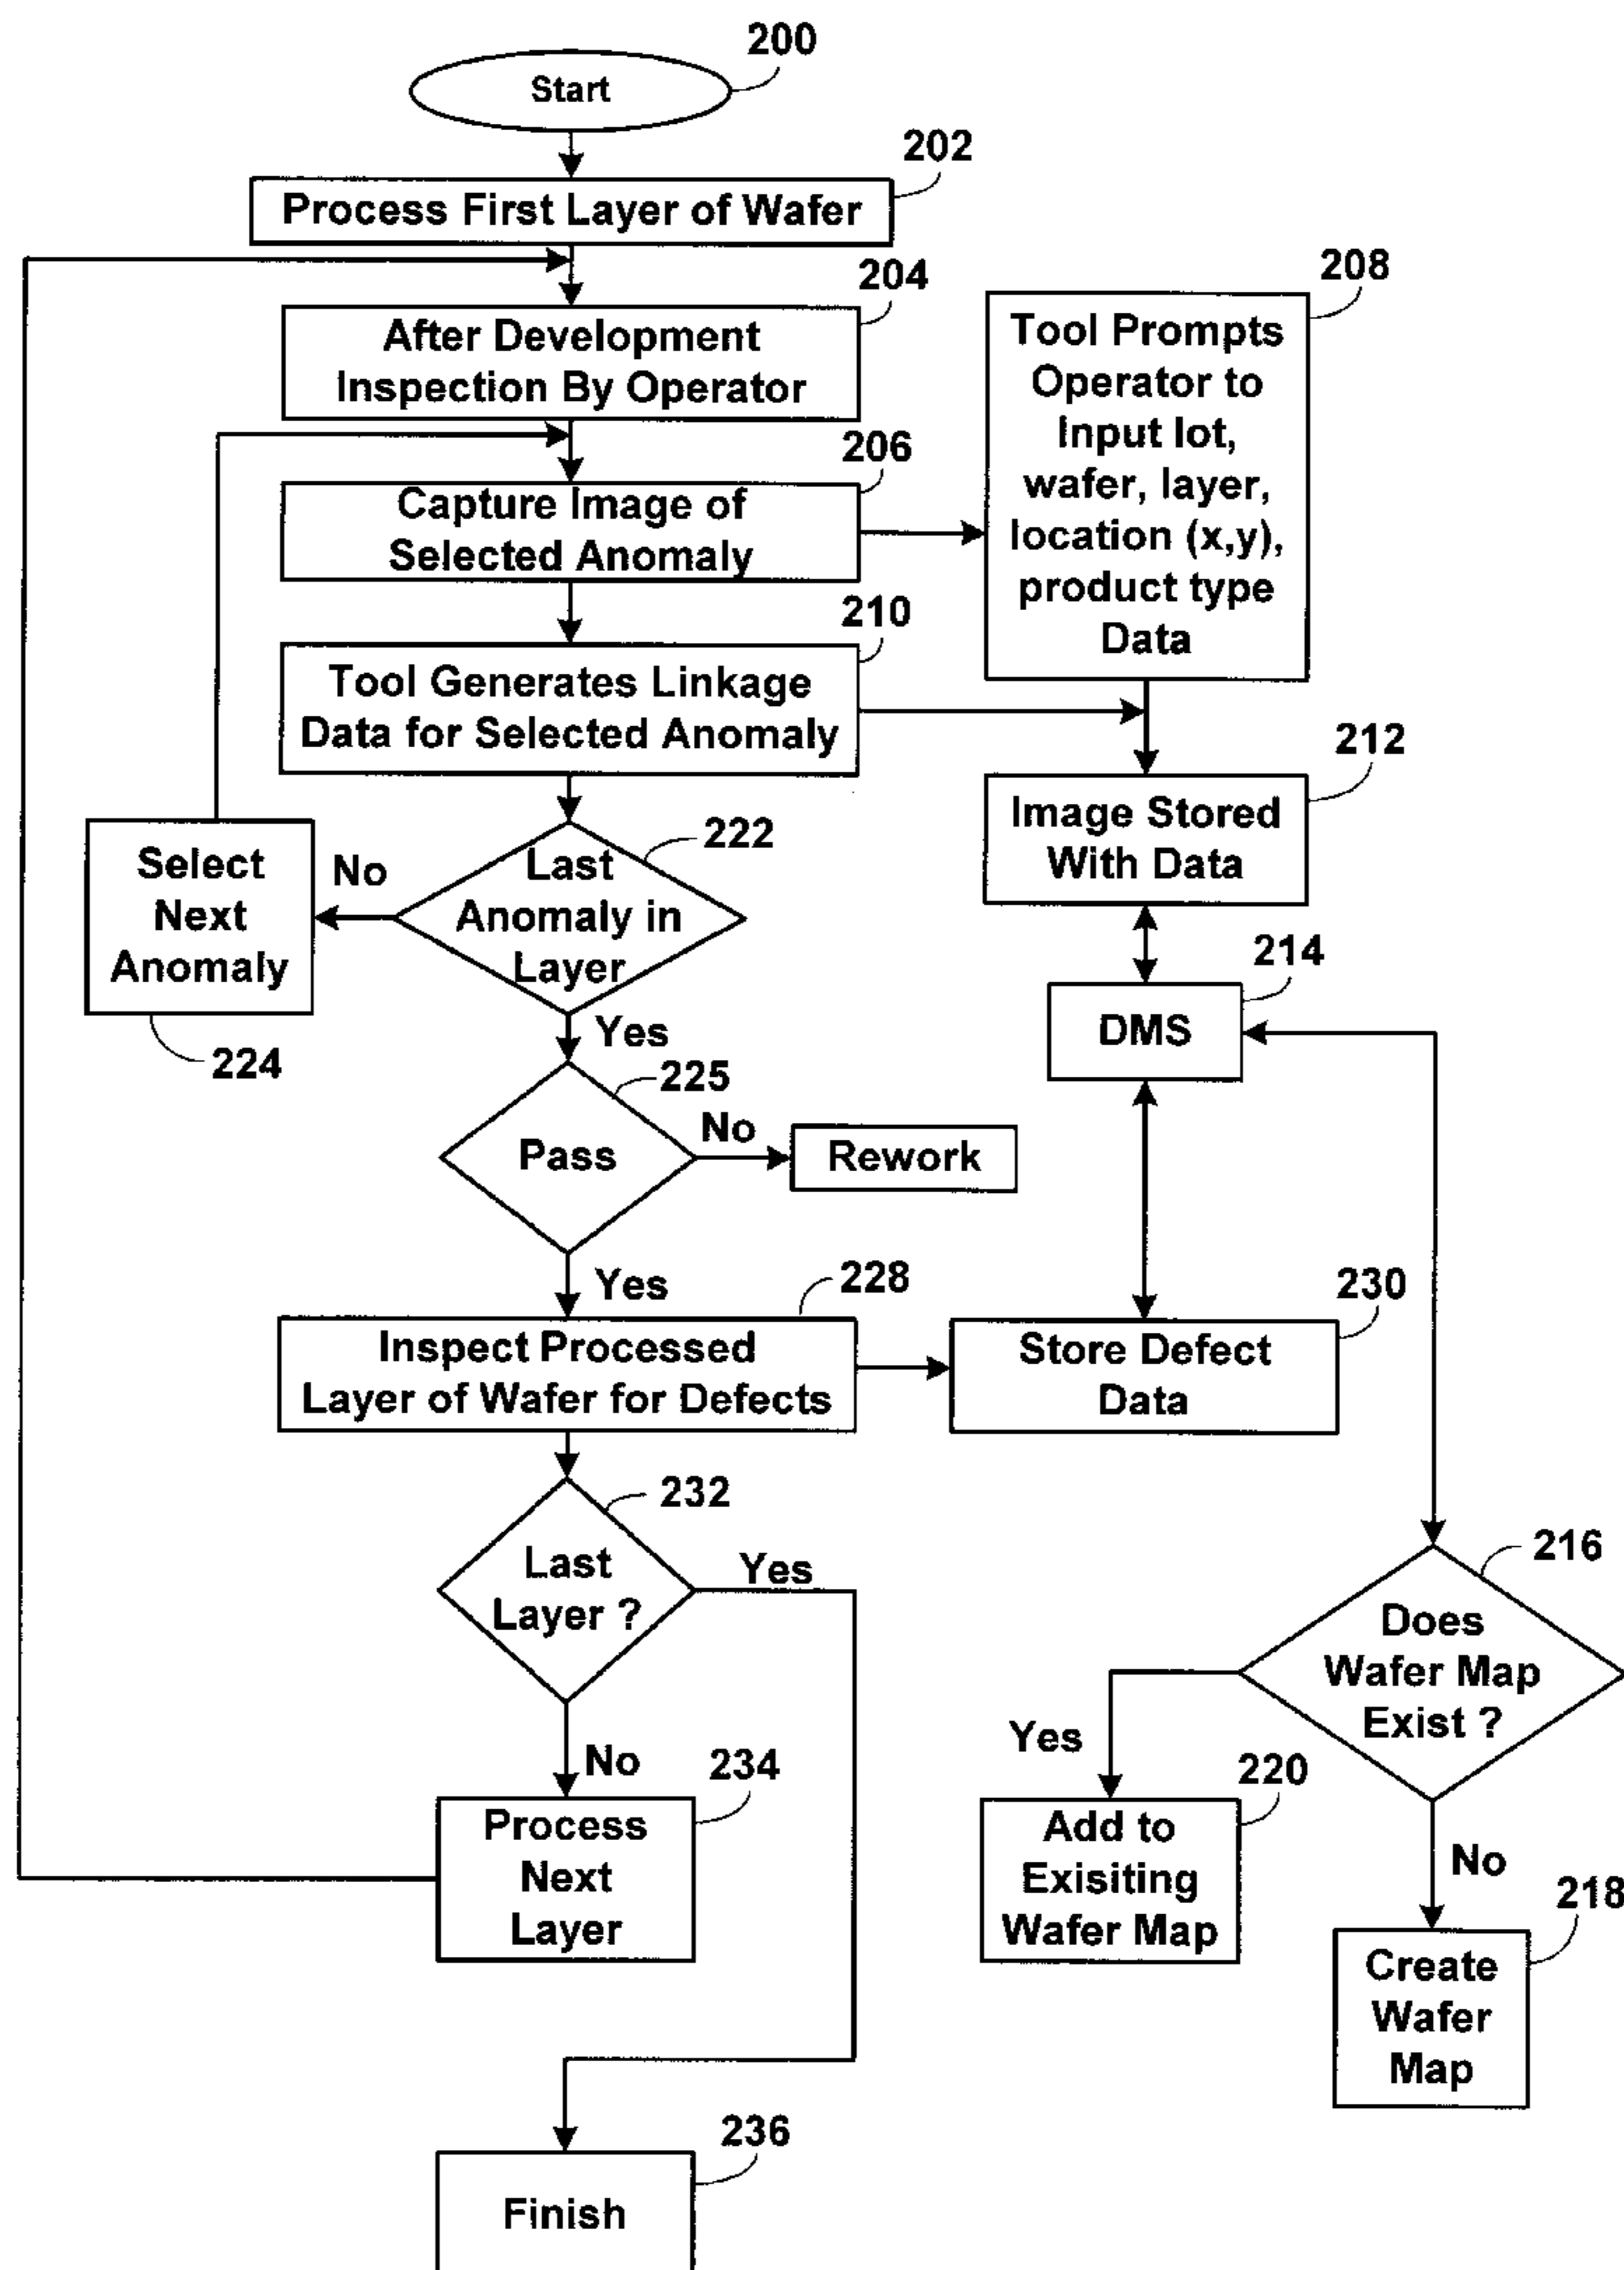 200
Start
202
Process First Layer of Wafer
204
After Development
Inspection By Operator
208
Tool Prompts
Operator to
Input lot,
wafer, layer,
location (x,y),
product type
Data
206
Capture Image of
Selected Anomaly
210
Tool Generates Linkage
Data for Selected Anomaly
212
Image Stored
With Data
222
Last
Anomaly in
Layer
No
Select
Next
Anomaly
224
Yes
214
DMS
225
Pass
No
Rework
Yes
228
Inspect Processed
Layer of Wafer for Defects
230
Store Defect
Data
232
Last
Layer ?
Yes
No
216
Does
Wafer Map
Exist ?
Yes
220
Add to
Exisiting
Wafer Map
No
218
Create
Wafer
Map
234
Process
Next
Layer
236
Finish